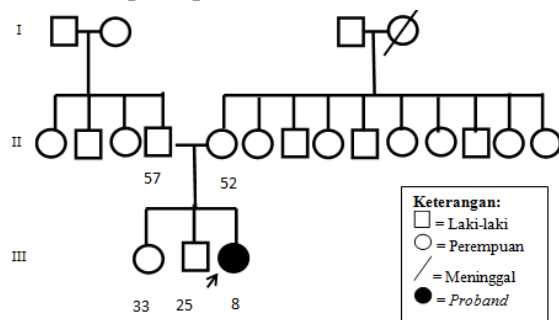 I
II
57
52
III
33
25
8
Keterangan:
= Laki-laki
= Perempuan
= Meninggal
= Proband